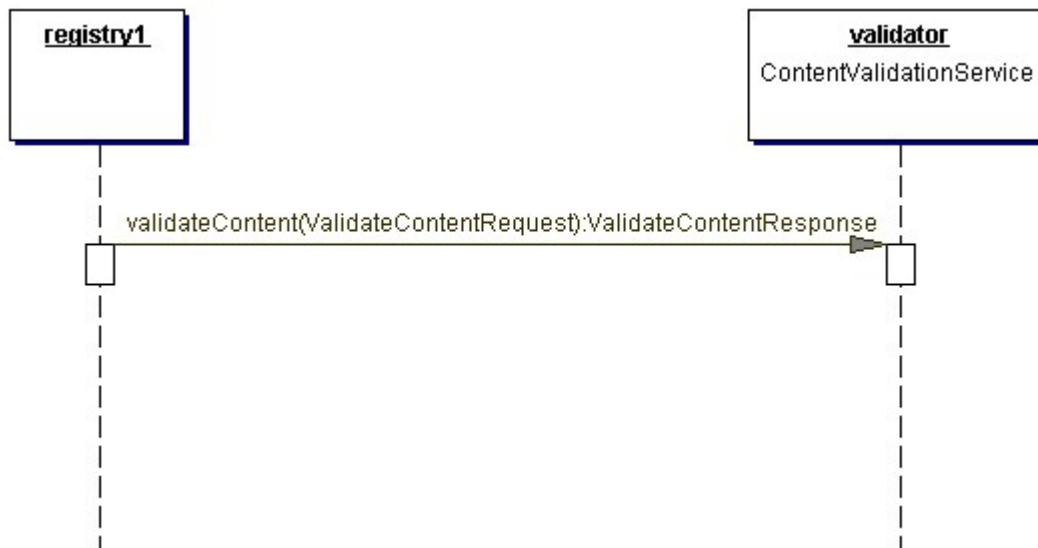 registry1
validator
ContentValidationService
validateContent(ValidateContentRequest):ValidateContentResponse